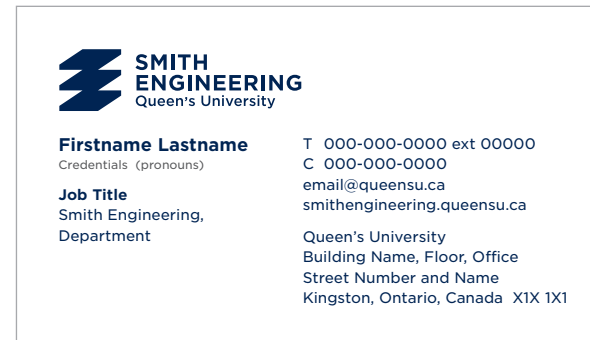 SMITH
ENGINEERING
Queen’s University
Firstname Lastname
Credentials (pronouns)
Job Title
Smith Engineering,
Department
T 000-000-0000 ext 00000
C 000-000-0000
email@queensu.ca
smithengineering.queensu.ca
Queen’s University
Building Name, Floor, Office
Street Number and Name
Kingston, Ontario, Canada X1X 1X1